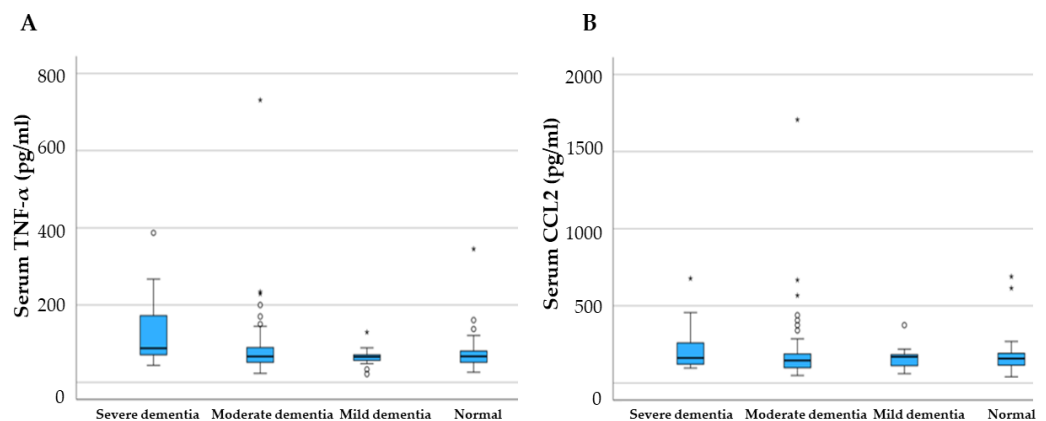 A
Serum TNF-α (pg/ml)
800
600
400
200
0
Severe dementia
Moderate dementia
Mild dementia
Normal
B
Serum CCL2 (pg/ml)
2000
1500
1000
500
0
Severe dementia
Moderate dementia
Mild dementia
Normal